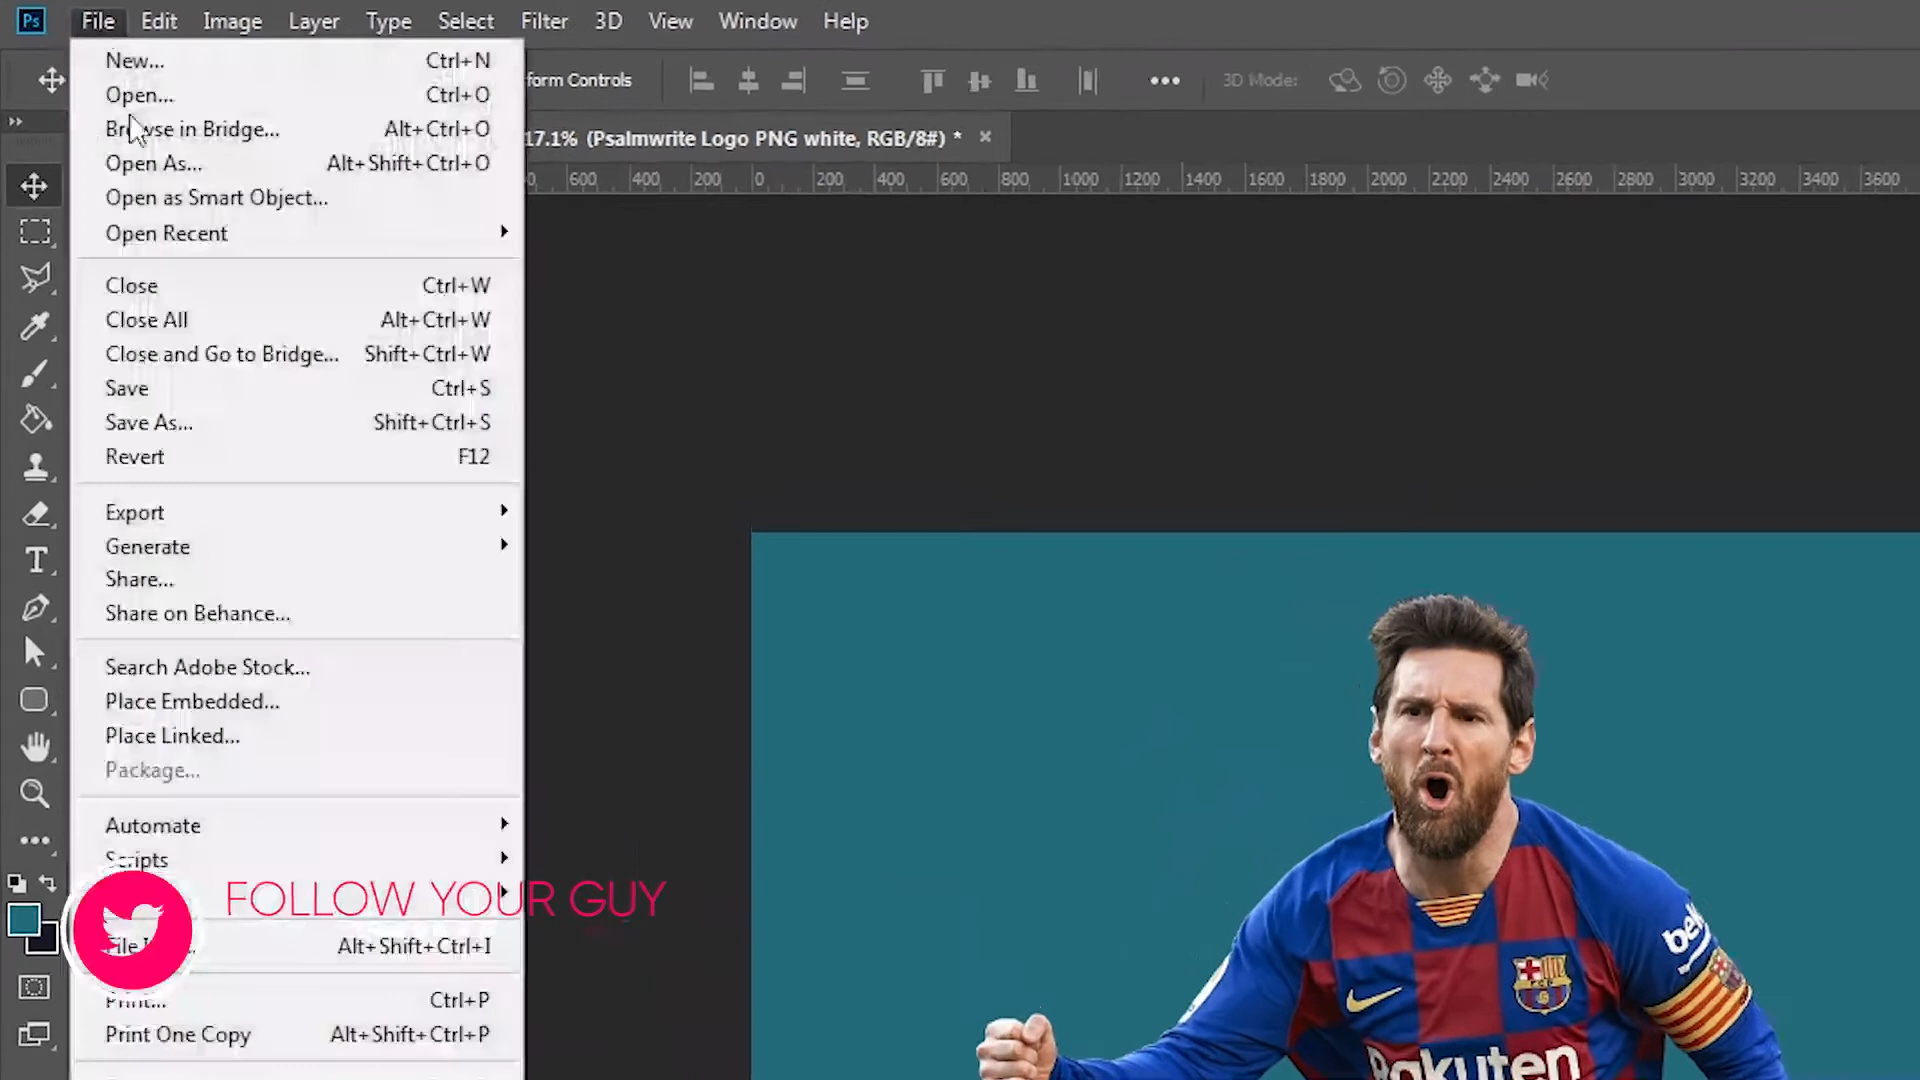 Ps File Edit Image Layer Type Select Filter 3D View Window Help
form Controls 3D Mode:
17.1% (Psalmwrite Logo PNG white, RGB/8#) * ×
600 400 200 0 200 400 600 800 1000 1200 1400 1600 1800 2000 2200 2400 2600 2800 3000 3200 3400 3600
New... Ctrl+N
Open... Ctrl+O
Browse in Bridge... Alt+Ctrl+O
Open As... Alt+Shift+Ctrl+O
Open as Smart Object...
Open Recent
Close Ctrl+W
Close All Alt+Ctrl+W
Close and Go to Bridge... Shift+Ctrl+W
Save Ctrl+S
Save As... Shift+Ctrl+S
Revert F12
Export
Generate
Share...
Share on Behance...
Search Adobe Stock...
Place Embedded...
Place Linked...
Package...
Automate
Scripts
FOLLOW YOUR GUY
File Alt+Shift+Ctrl+I
Print... Ctrl+P
Print One Copy Alt+Shift+Ctrl+P
beko
Rakuten